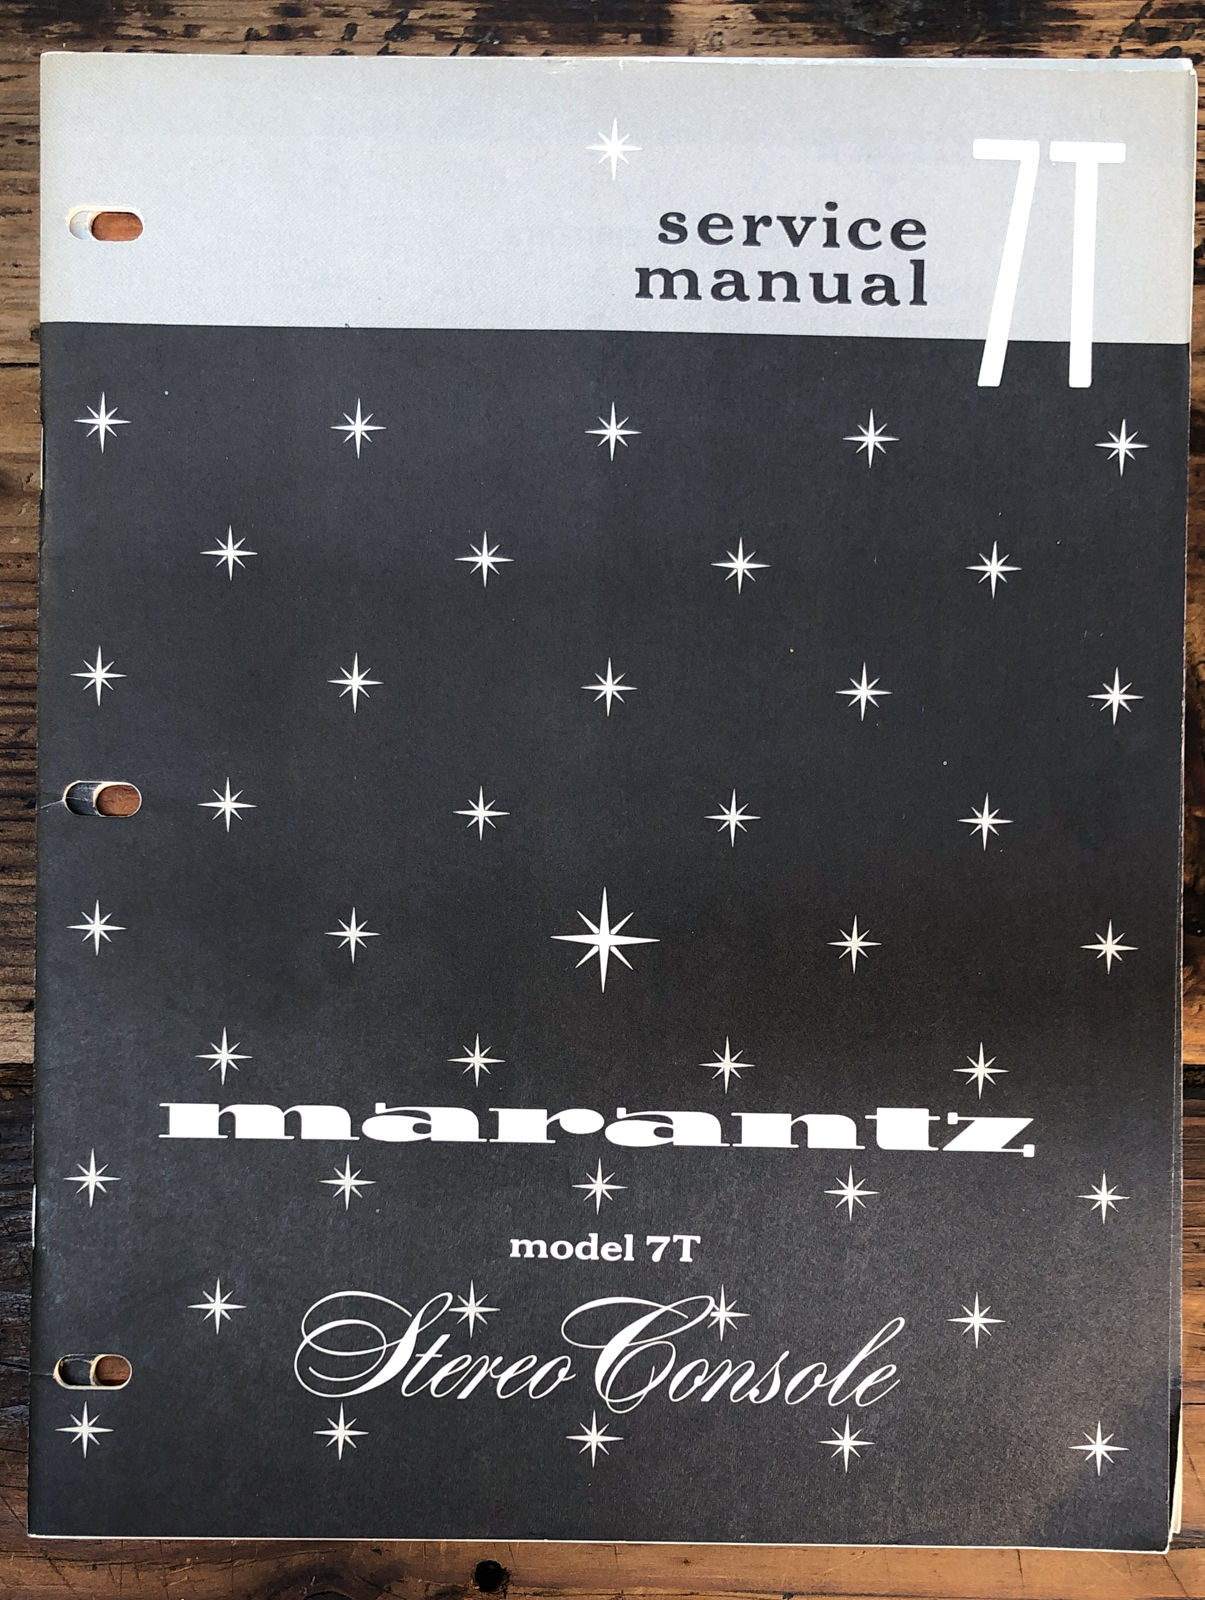 7T
service
manual
marantz
model 7T
Stereo Console